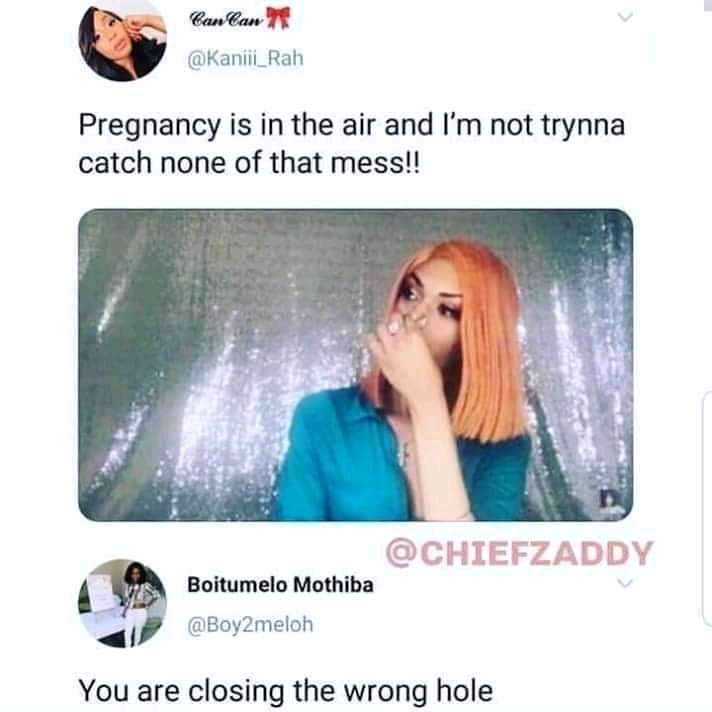 CanCan 🎀
@Kaniii_Rah
Pregnancy is in the air and I'm not trynna
catch none of that mess!!
@CHIEFZADDY
Boitumelo Mothiba
@Boy2meloh
You are closing the wrong hole